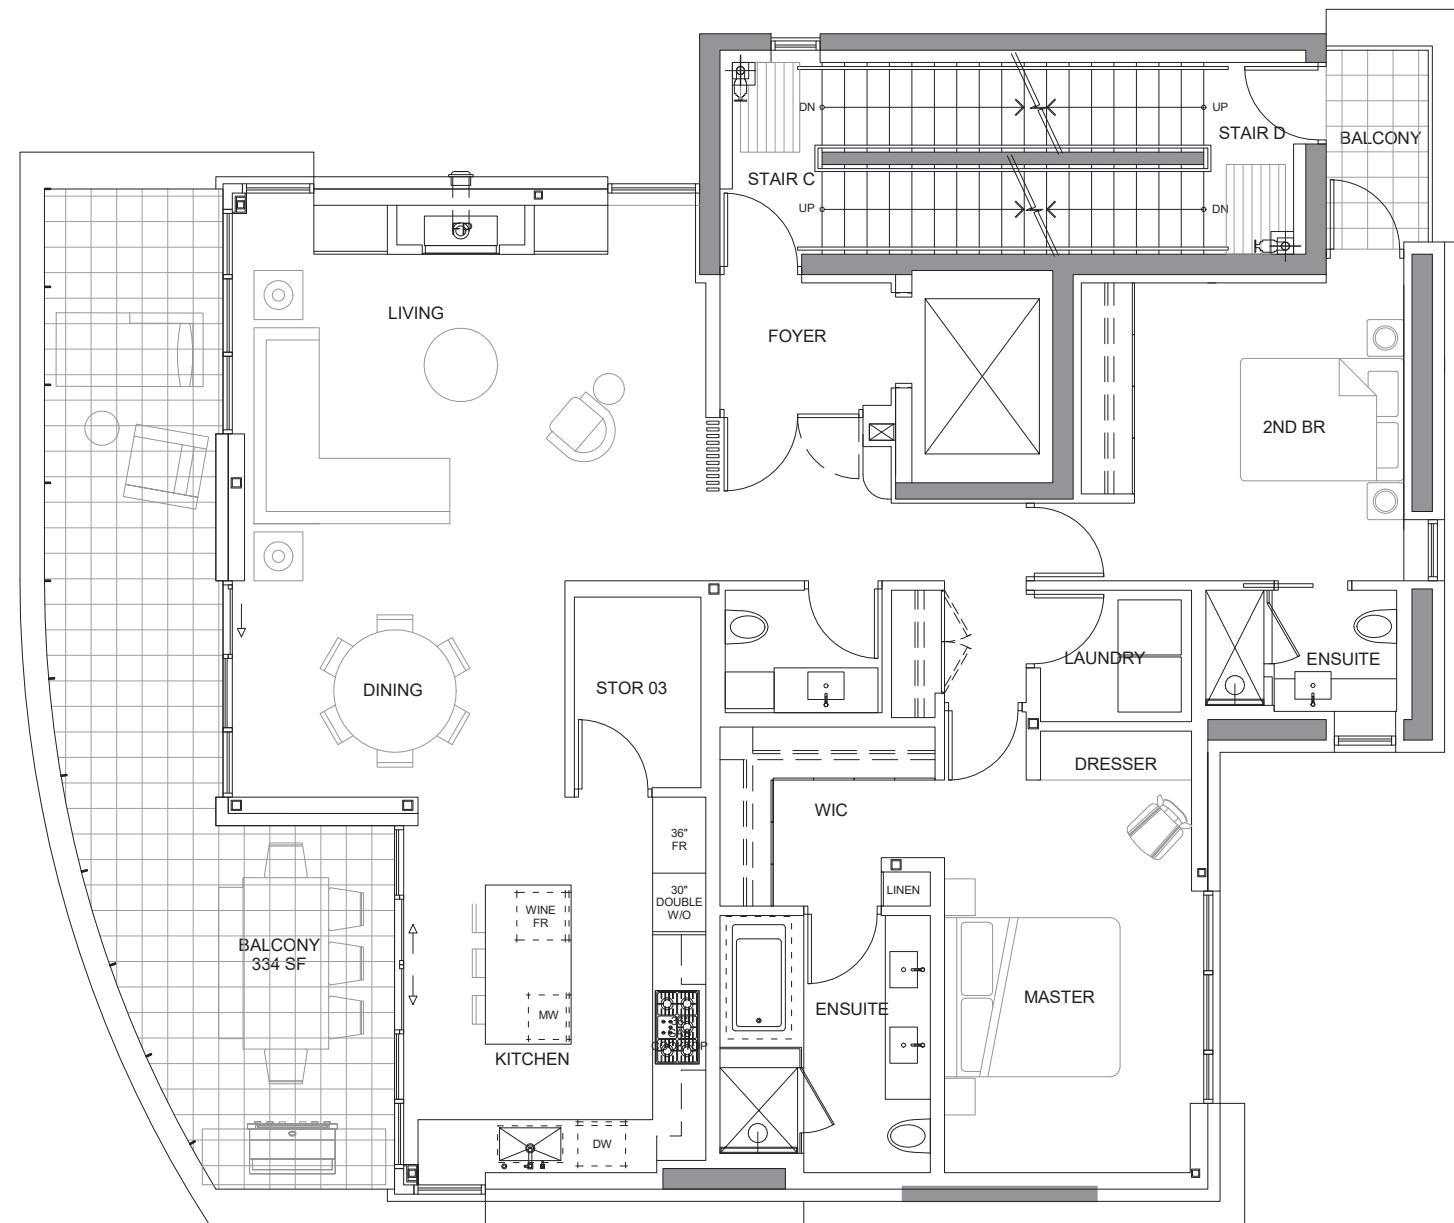 DN
UP
STAIR D
BALCONY
STAIR C
UP
DN
LIVING
FOYER
2ND BR
LAUNDRY
ENSUITE
DINING
STOR 03
DRESSER
WIC
36"
FR
30"
DOUBLE
W/O
LINEN
WINE
FR
BALCONY
334 SF
MASTER
ENSUITE
MW
KITCHEN
DW